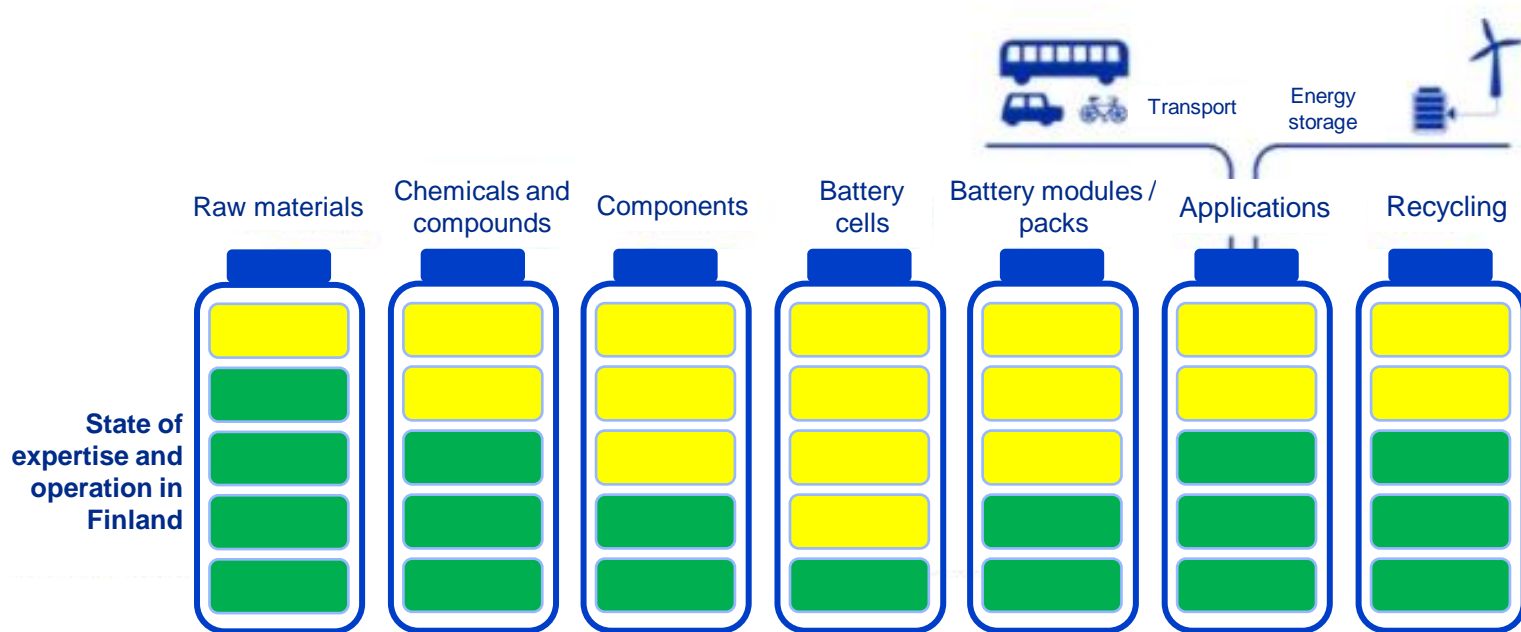 Transport
Energy
storage
Raw materials
Chemicals and
compounds
Components
Battery
cells
Battery modules /
packs
Applications
Recycling
State of
expertise and
operation in
Finland